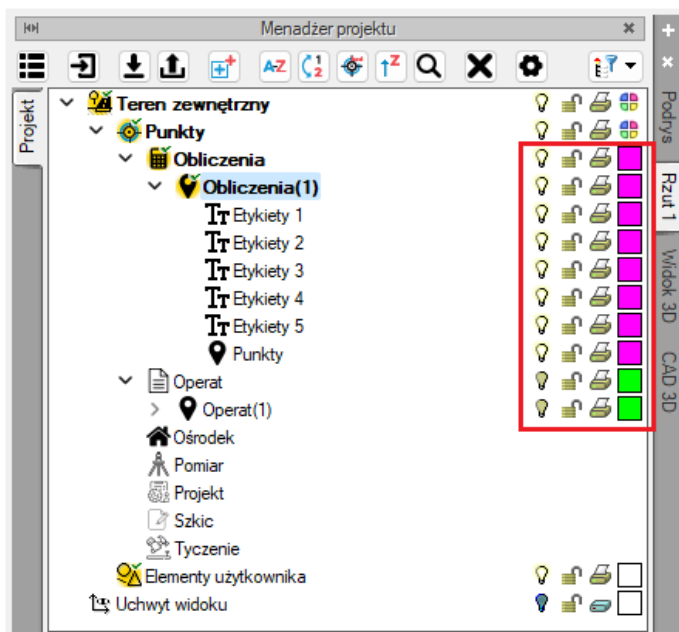 Menadżer projektu
Projekt
Teren zewnętrzny
Punkty
Obliczenia
Obliczenia(1)
Etykiety 1
Etykiety 2
Etykiety 3
Etykiety 4
Etykiety 5
Punkty
Operat
Operat(1)
Ośrodek
Pomiar
Projekt
Szkic
Tyczenie
Elementy użytkownika
Uchwyt widoku
Podrys
Rzut 1
Widok 3D
CAD 3D